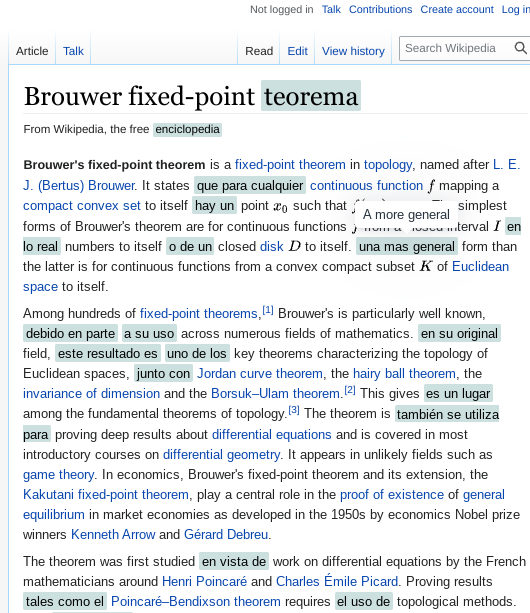 Not logged in Talk Contributions Create account Log in
Article Talk Read Edit View history Search Wikipedia
Brouwer fixed-point teorema
From Wikipedia, the free enciclopedia
Brouwer's fixed-point theorem is a fixed-point theorem in topology, named after L. E.
J. (Bertus) Brouwer. It states que para cualquier continuous function f mapping a
compact convex set to itself hay un point x₀ such that simplest
A more general
forms of Brouwer's theorem are for continuous functions f from a closed interval I en
lo real numbers to itself o de un closed disk D to itself. una mas general form than
the latter is for continuous functions from a convex compact subset K of Euclidean
space to itself.
Among hundreds of fixed-point theorems,[1] Brouwer's is particularly well known,
debido en parte a su uso across numerous fields of mathematics. en su original
field, este resultado es uno de los key theorems characterizing the topology of
Euclidean spaces, junto con Jordan curve theorem, the hairy ball theorem, the
invariance of dimension and the Borsuk–Ulam theorem.[2] This gives es un lugar
among the fundamental theorems of topology.[3] The theorem is también se utiliza
para proving deep results about differential equations and is covered in most
introductory courses on differential geometry. It appears in unlikely fields such as
game theory. In economics, Brouwer's fixed-point theorem and its extension, the
Kakutani fixed-point theorem, play a central role in the proof of existence of general
equilibrium in market economies as developed in the 1950s by economics Nobel prize
winners Kenneth Arrow and Gérard Debreu.
The theorem was first studied en vista de work on differential equations by the French
mathematicians around Henri Poincaré and Charles Émile Picard. Proving results
tales como el Poincaré–Bendixson theorem requires el uso de topological methods.